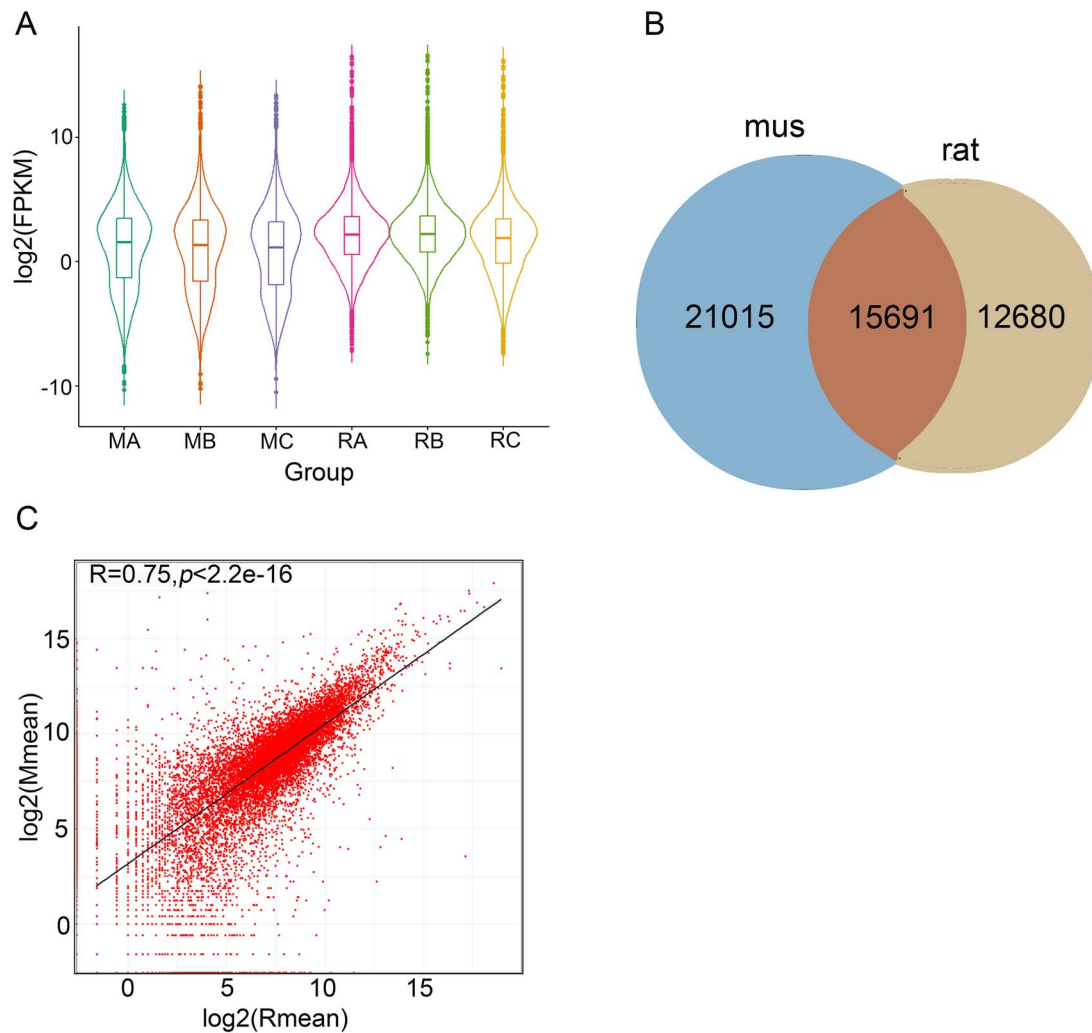 A
log2(FPKM)
10
0
-10
MA MB MC RA RB RC
Group
B
mus
rat
21015 15691 12680
C
R=0.75,p<2.2e-16
log2(Mmean)
15
10
5
0
0 5 10 15
log2(Rmean)